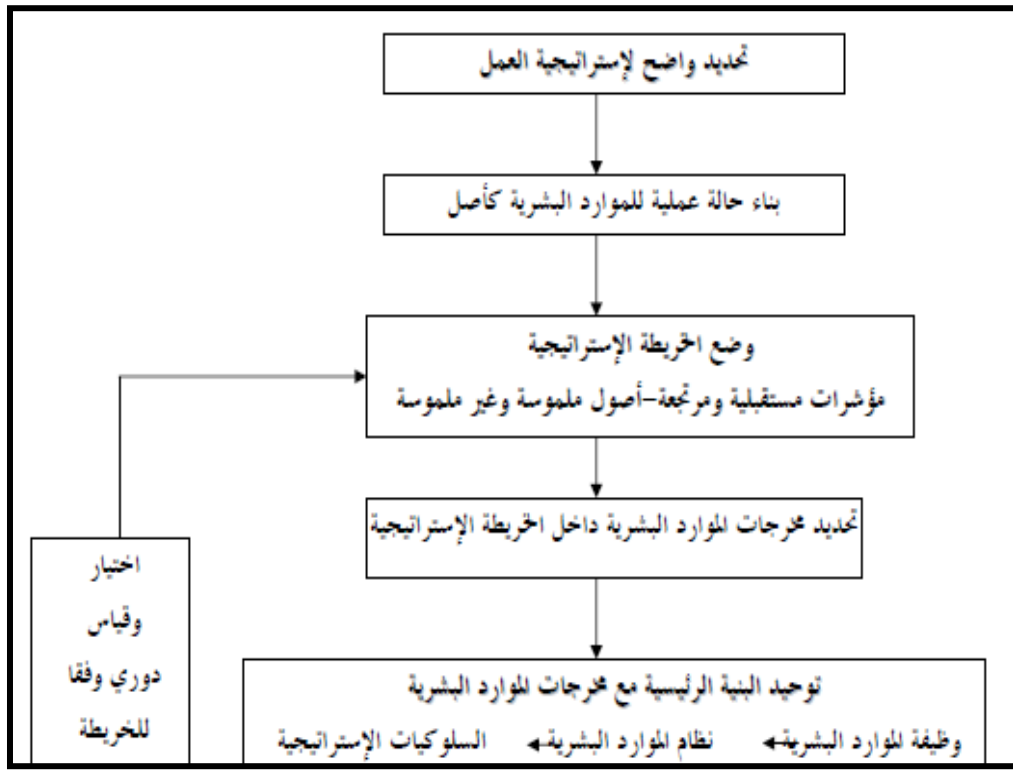 تحديد واضح لإستراتيجية العمل
بناء حالة عملية للموارد البشرية كأصل
وضع الخريطة الإستراتيجية
مؤشرات مستقبلية ومرتجعة-أصول ملموسة وغير ملموسة
تحديد مخرجات الموارد البشرية داخل الخريطة الإستراتيجية
اختيار
وقياس
دوري وفقا
للخريطة
توحيد البنية الرئيسية مع مخرجات الموارد البشرية
وظيفة الموارد البشرية نظام الموارد البشرية السلوكيات الإستراتيجية